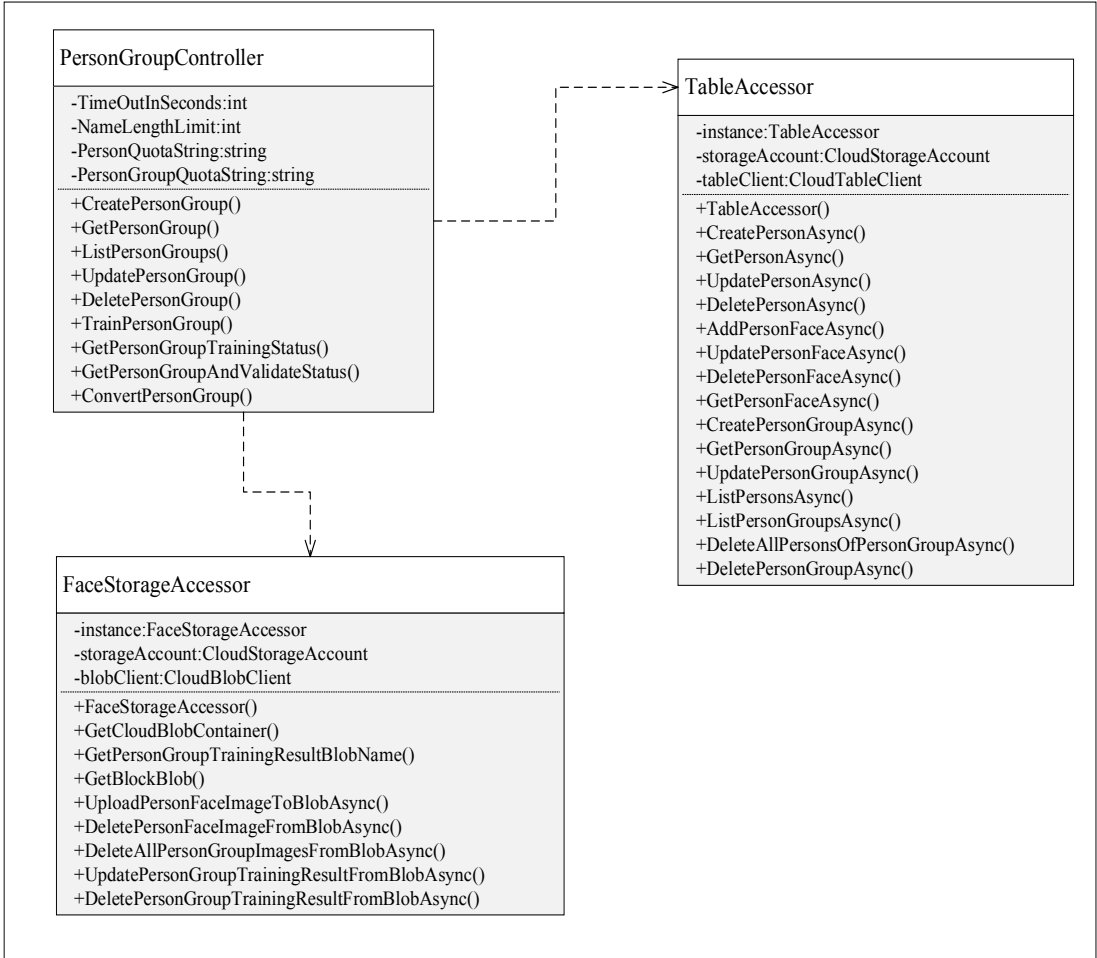 PersonGroupController
-TimeOutInSeconds:int
-NameLengthLimit:int
-PersonQuotaString:string
-PersonGroupQuotaString:string
+CreatePersonGroup()
+GetPersonGroup()
+ListPersonGroups()
+UpdatePersonGroup()
+DeletePersonGroup()
+TrainPersonGroup()
+GetPersonGroupTrainingStatus()
+GetPersonGroupAndValidateStatus()
+ConvertPersonGroup()
TableAccessor
-instance:TableAccessor
-storageAccount:CloudStorageAccount
-tableClient:CloudTableClient
+TableAccessor()
+CreatePersonAsync()
+GetPersonAsync()
+UpdatePersonAsync()
+DeletePersonAsync()
+AddPersonFaceAsync()
+UpdatePersonFaceAsync()
+DeletePersonFaceAsync()
+GetPersonFaceAsync()
+CreatePersonGroupAsync()
+GetPersonGroupAsync()
+UpdatePersonGroupAsync()
+ListPersonsAsync()
+ListPersonGroupsAsync()
+DeleteAllPersonsOfPersonGroupAsync()
+DeletePersonGroupAsync()
FaceStorageAccessor
-instance:FaceStorageAccessor
-storageAccount:CloudStorageAccount
-blobClient:CloudBlobClient
+FaceStorageAccessor()
+GetCloudBlobContainer()
+GetPersonGroupTrainingResultBlobName()
+GetBlockBlob()
+UploadPersonFaceImageToBlobAsync()
+DeletePersonFaceImageFromBlobAsync()
+DeleteAllPersonGroupImagesFromBlobAsync()
+UpdatePersonGroupTrainingResultFromBlobAsync()
+DeletePersonGroupTrainingResultFromBlobAsync()